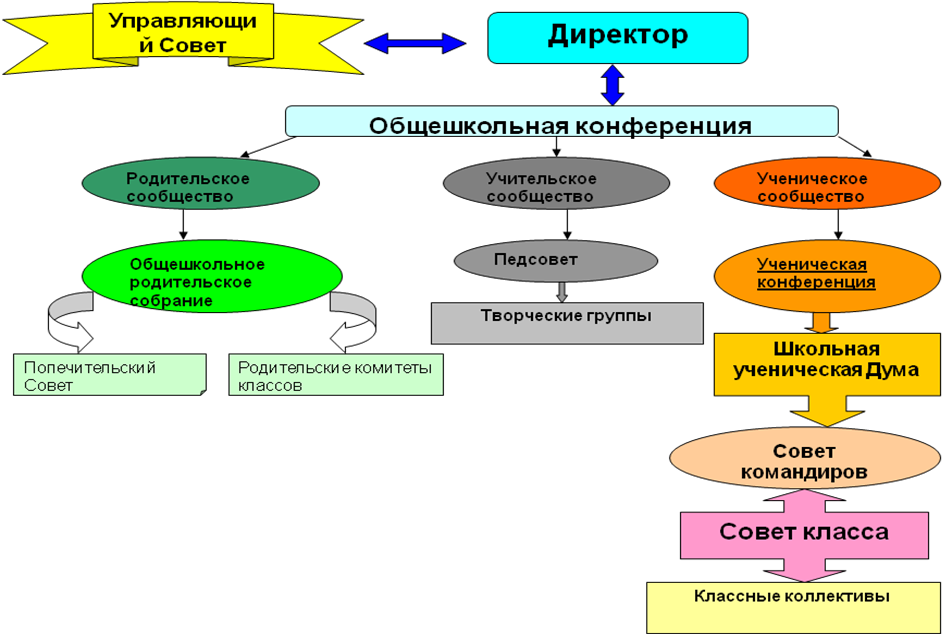 Управляющи
й Совет
Директор
Общешкольная конференция
Родительское
сообщество
Учительское
сообщество
Ученическое
сообщество
Общешкольное
родительское
собрание
Педсовет
Ученическая
конференция
Творческие группы
Попечительский
Совет
Родительские комитеты
классов
Школьная
ученическая Дума
Совет
командиров
Совет класса
Классные коллективы